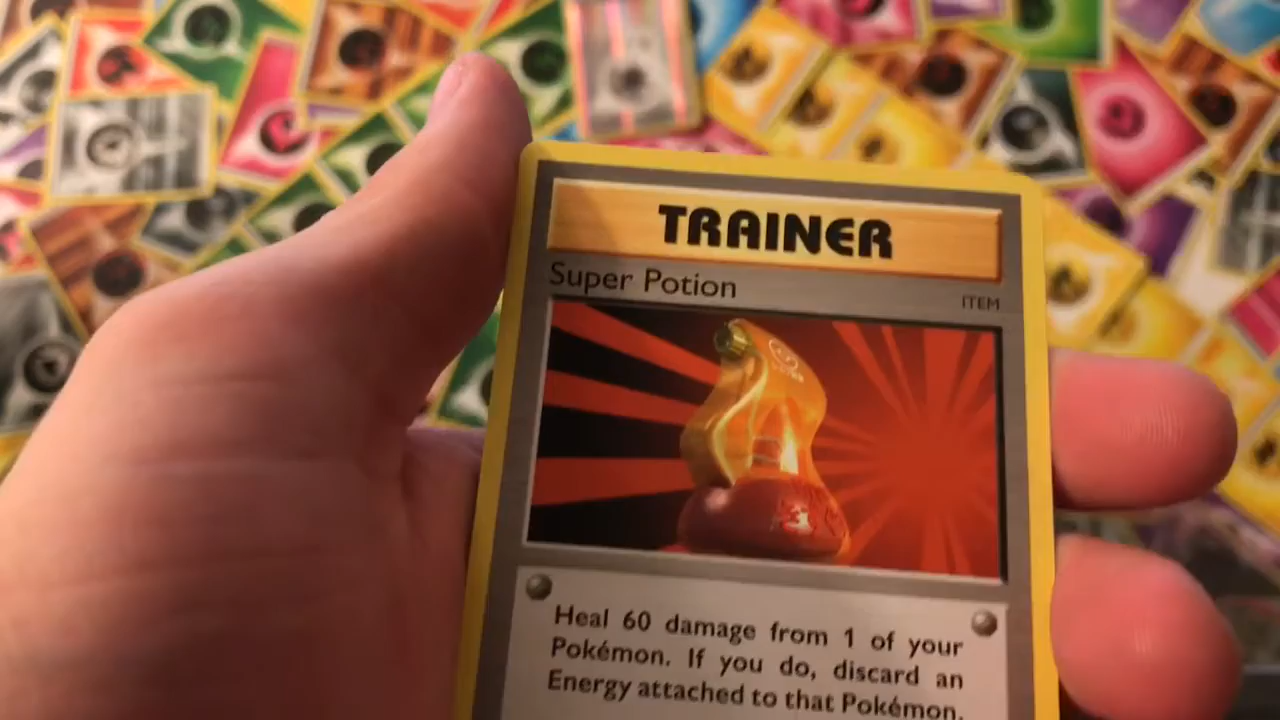 TRAINER
Super Potion
ITEM
Heal 60 damage from 1 of your
Pokémon. If you do, discard an
Energy attached to that Pokémon.